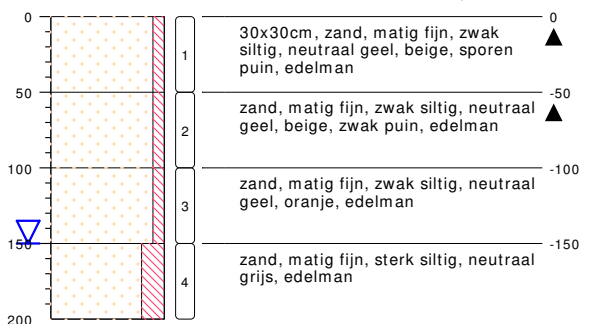 0
30x30cm, zand, matig fijn, zwak
siltig, neutraal geel, beige, sporen
puin, edelman
0
1
50
zand, matig fijn, zwak siltig, neutraal
geel, beige, zwak puin, edelman
-50
2
100
zand, matig fijn, zwak siltig, neutraal
geel, oranje, edelman
-100
3
150
zand, matig fijn, sterk siltig, neutraal
grijs, edelman
-150
4
200